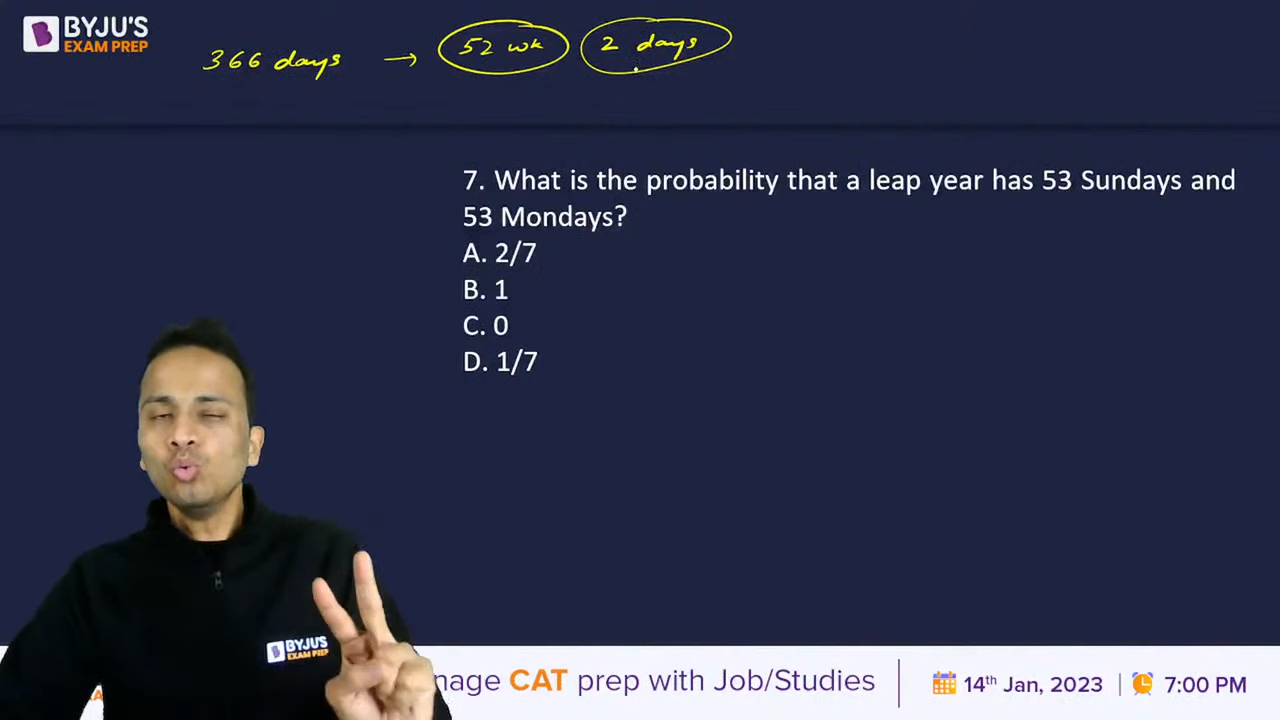 BYJU'S
EXAM PREP
366 days → 52 wk 2 days
7. What is the probability that a leap year has 53 Sundays and
53 Mondays?
A. 2/7
B. 1
C. 0
D. 1/7
BYJU'S
EXAM PREP
nage CAT prep with Job/Studies | 14th Jan, 2023 | 7:00 PM